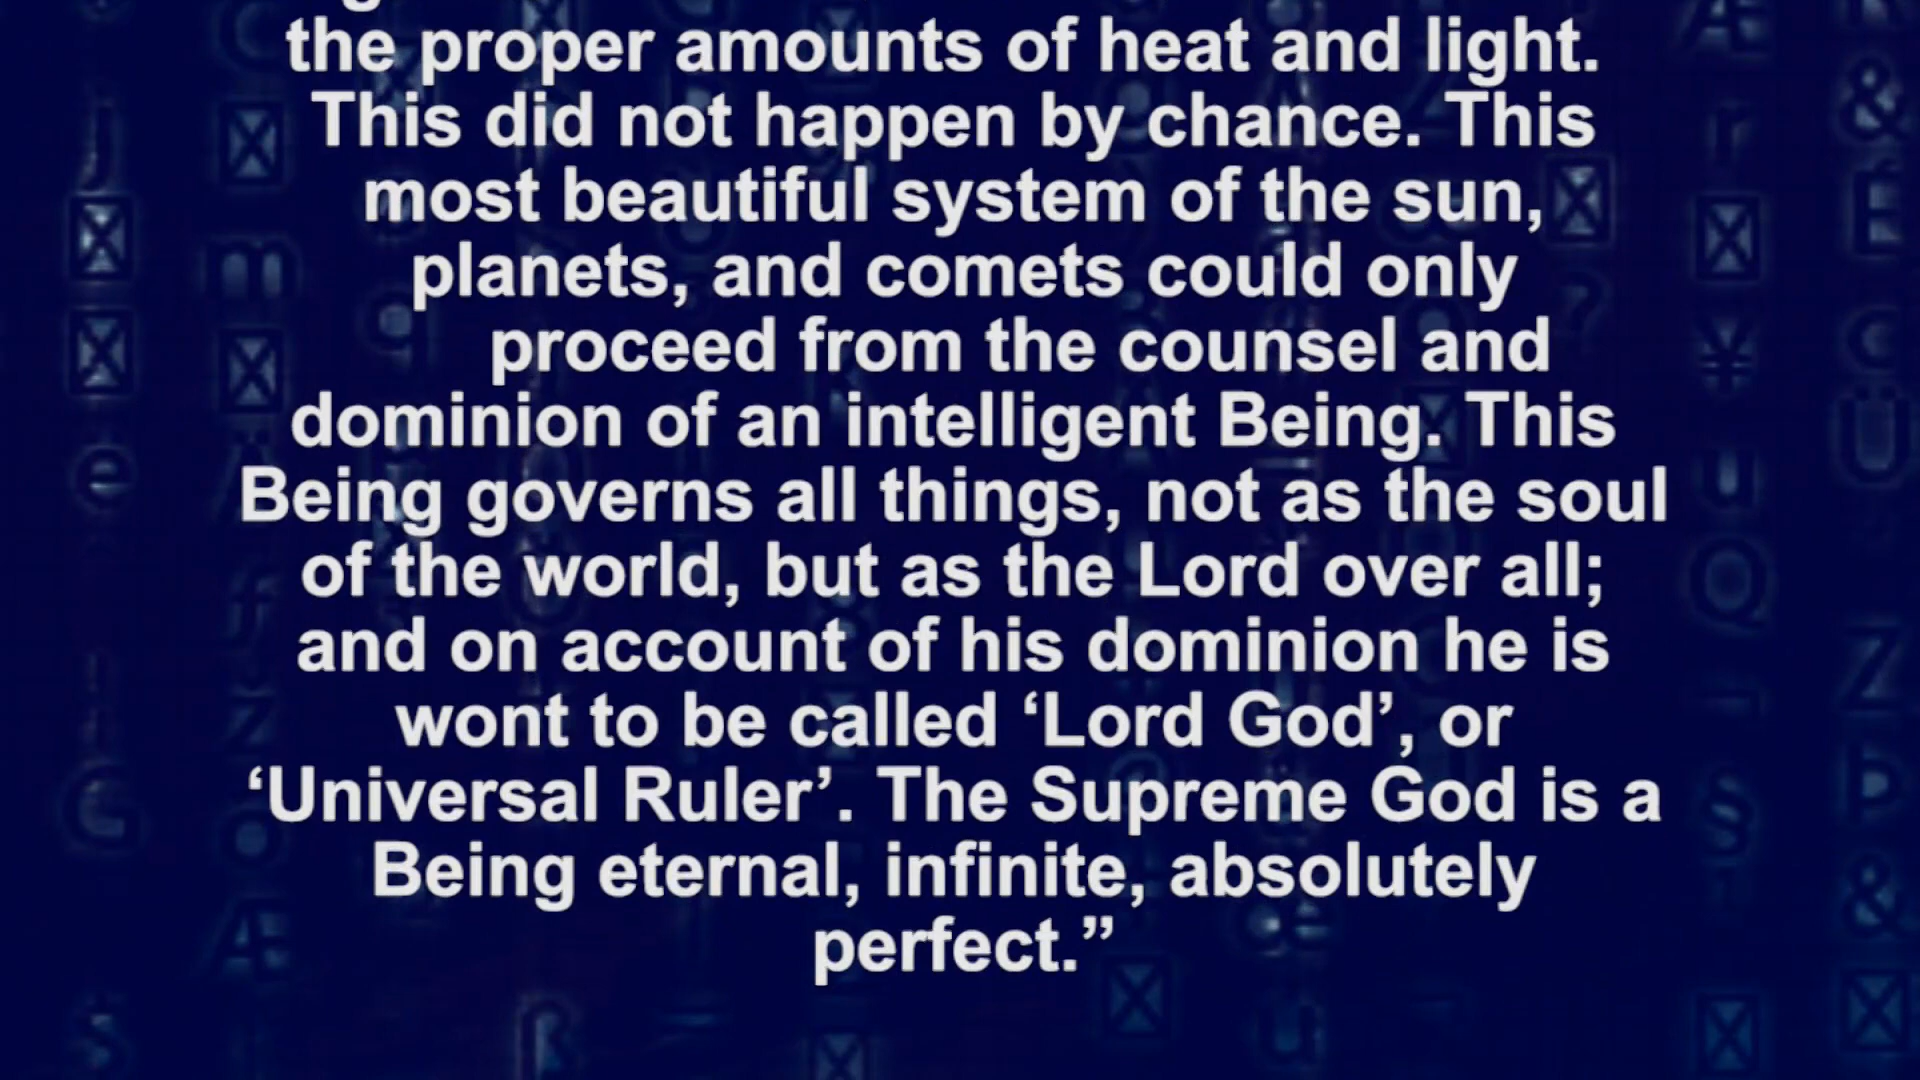 the proper amounts of heat and light.
This did not happen by chance. This
most beautiful system of the sun,
planets, and comets could only
proceed from the counsel and
dominion of an intelligent Being. This
Being governs all things, not as the soul
of the world, but as the Lord over all;
and on account of his dominion he is
wont to be called ‘Lord God’, or
‘Universal Ruler’. The Supreme God is a
Being eternal, infinite, absolutely
perfect.”